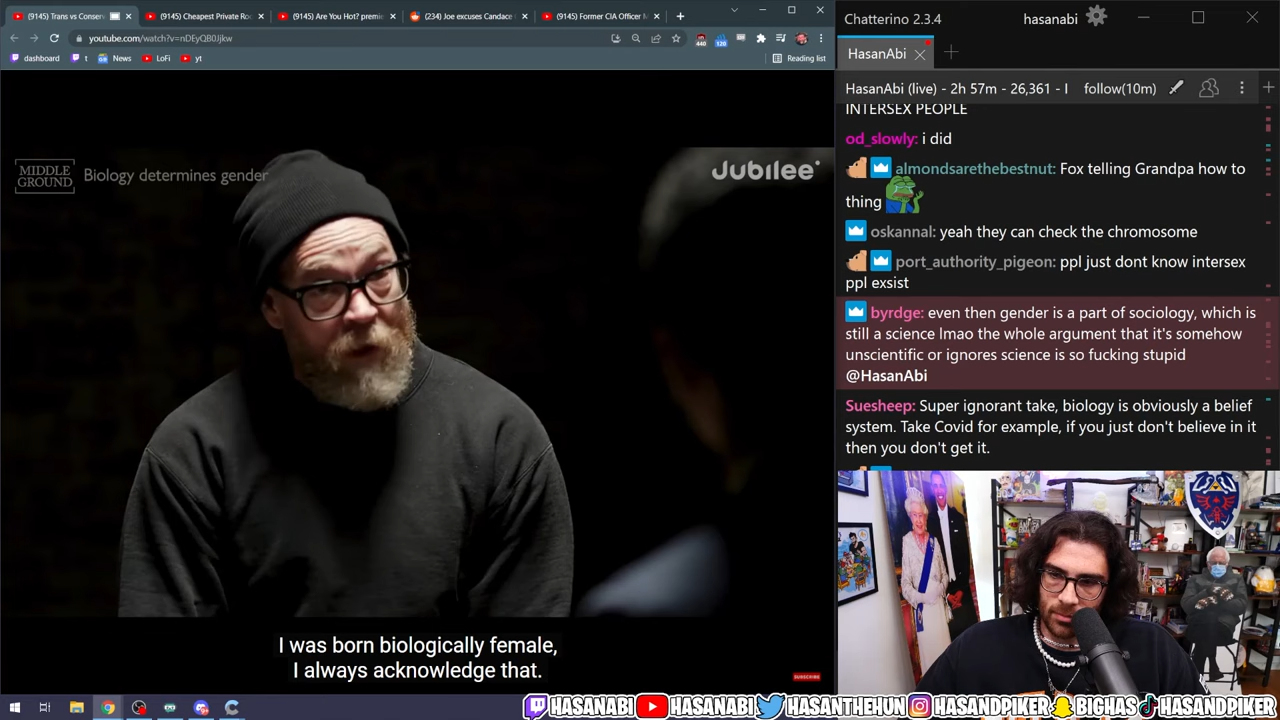 (9145) Trans vs Conserv
(9145) Cheapest Private Roo
(9145) Are You Hot? premie
(234) Joe excuses Candace
(9145) Former CIA Officer
youtube.com/watch?v=nDEyQB0Jjkw
440
120
dashboard
t
News
LoFi
yt
Reading list
MIDDLE
GROUND
Biology determines gender
Jubilee
I was born biologically female,
I always acknowledge that.
SUBSCRIBE
Chatterino 2.3.4
hasanabi
HasanAbi
HasanAbi (live) - 2h 57m - 26,361 - I
follow(10m)
INTERSEX PEOPLE
od_slowly: i did
almondsarethebestnut: Fox telling Grandpa how to
thing
oskannal: yeah they can check the chromosome
port_authority_pigeon: ppl just dont know intersex
ppl exsist
byrdge: even then gender is a part of sociology, which is
still a science lmao the whole argument that it's somehow
unscientific or ignores science is so fucking stupid
@HasanAbi
Suesheep: Super ignorant take, biology is obviously a belief
system. Take Covid for example, if you just don't believe in it
then you don't get it.
HASANABI
HASANABI
HASANTHEHUN
HASANDPIKER
BIGHAS
HASANDPIKER